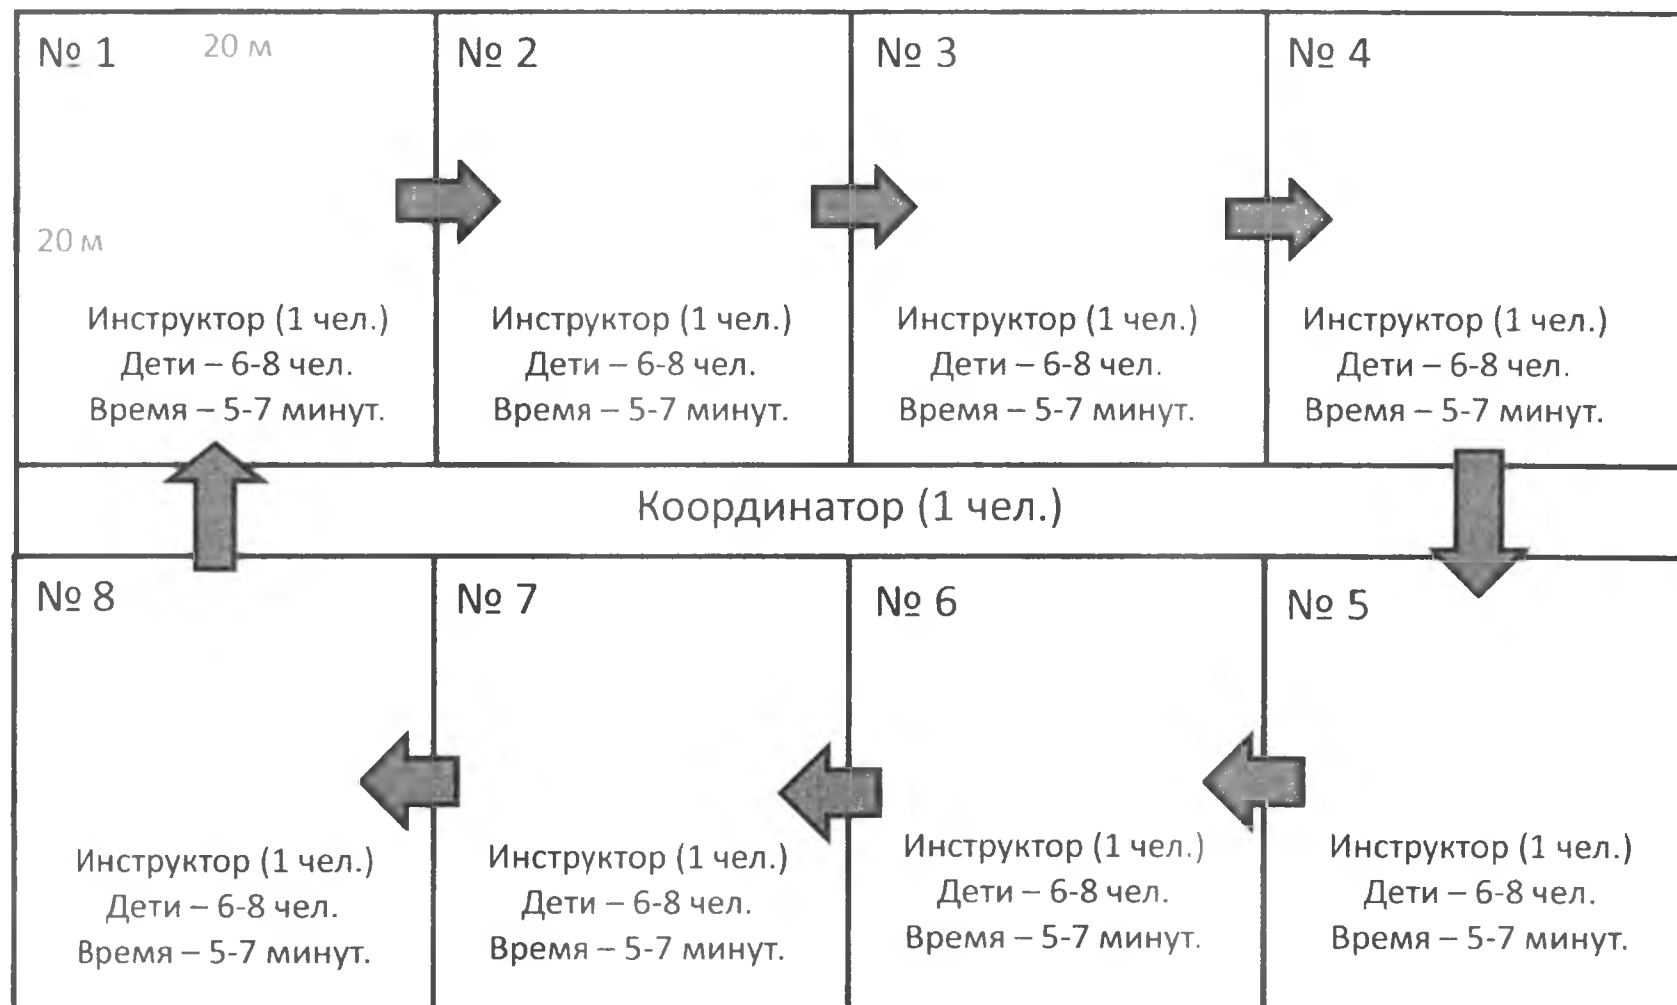 № 1
20 м
20 м
Инструктор (1 чел.)
Дети – 6-8 чел.
Время – 5-7 минут.
№ 2
Инструктор (1 чел.)
Дети – 6-8 чел.
Время – 5-7 минут.
№ 3
Инструктор (1 чел.)
Дети – 6-8 чел.
Время – 5-7 минут.
№ 4
Инструктор (1 чел.)
Дети – 6-8 чел.
Время – 5-7 минут.
Координатор (1 чел.)
№ 8
Инструктор (1 чел.)
Дети – 6-8 чел.
Время – 5-7 минут.
№ 7
Инструктор (1 чел.)
Дети – 6-8 чел.
Время – 5-7 минут.
№ 6
Инструктор (1 чел.)
Дети – 6-8 чел.
Время – 5-7 минут.
№ 5
Инструктор (1 чел.)
Дети – 6-8 чел.
Время – 5-7 минут.